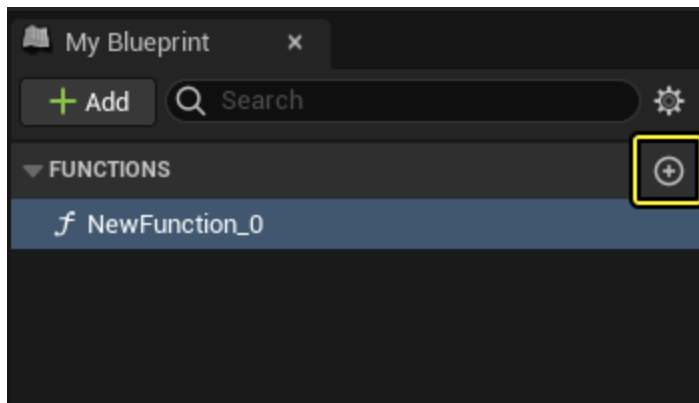 My Blueprint
Add
Search
FUNCTIONS
NewFunction_0